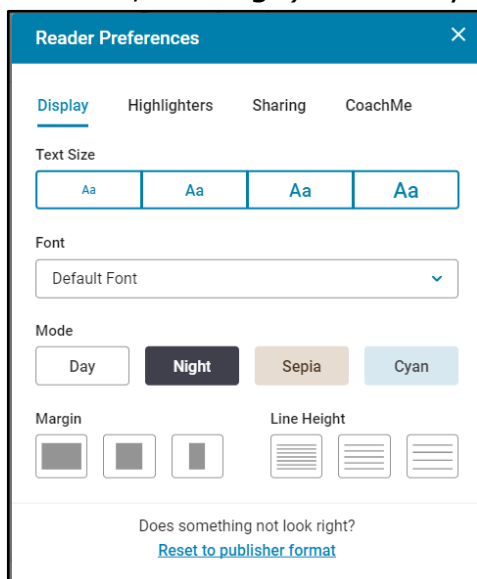 Reader Preferences
Display Highlighters Sharing CoachMe
Text Size
Aa Aa Aa Aa
Font
Default Font
Mode
Day Night Sepia Cyan
Margin Line Height
Does something not look right?
Reset to publisher format